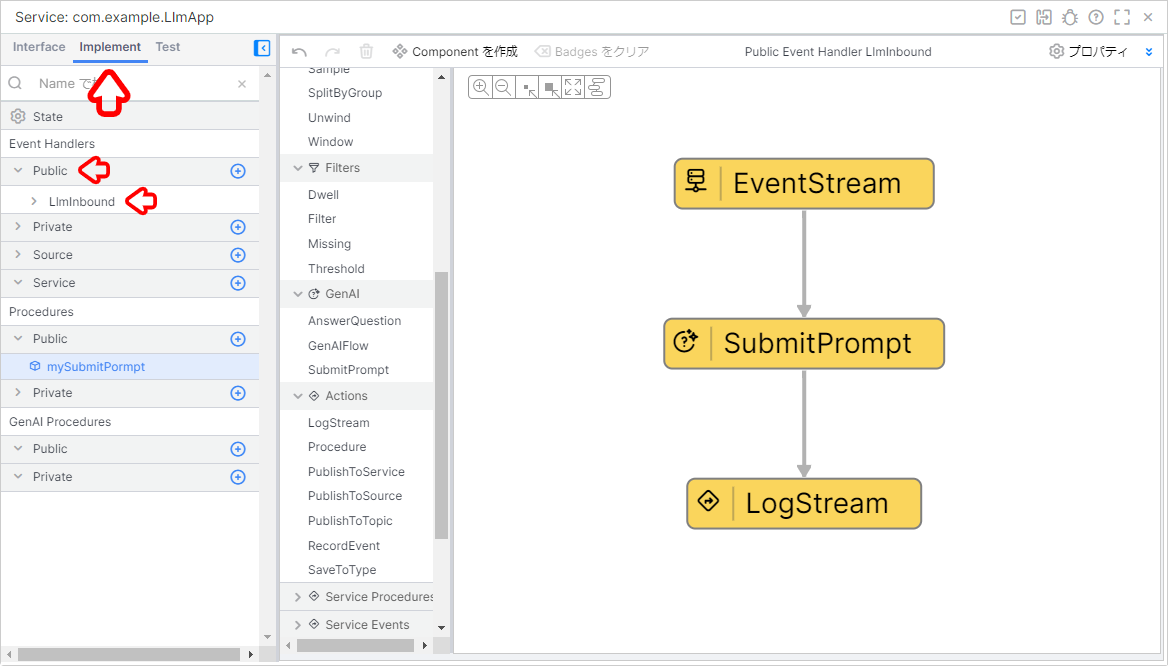 Service: com.example.LlmApp
Interface Implement Test
Name で
State
Event Handlers
Public
LlmInbound
Private
Source
Service
Procedures
Public
mySubmitPormpt
Private
GenAI Procedures
Public
Private
Component を作成 Badges をクリア Public Event Handler LlmInbound プロパティ
Sample
SplitByGroup
Unwind
Window
Filters
Dwell
Filter
Missing
Threshold
GenAI
AnswerQuestion
GenAIFlow
SubmitPrompt
Actions
LogStream
Procedure
PublishToService
PublishToSource
PublishToTopic
RecordEvent
SaveToType
Service Procedures
Service Events
EventStream
SubmitPrompt
LogStream